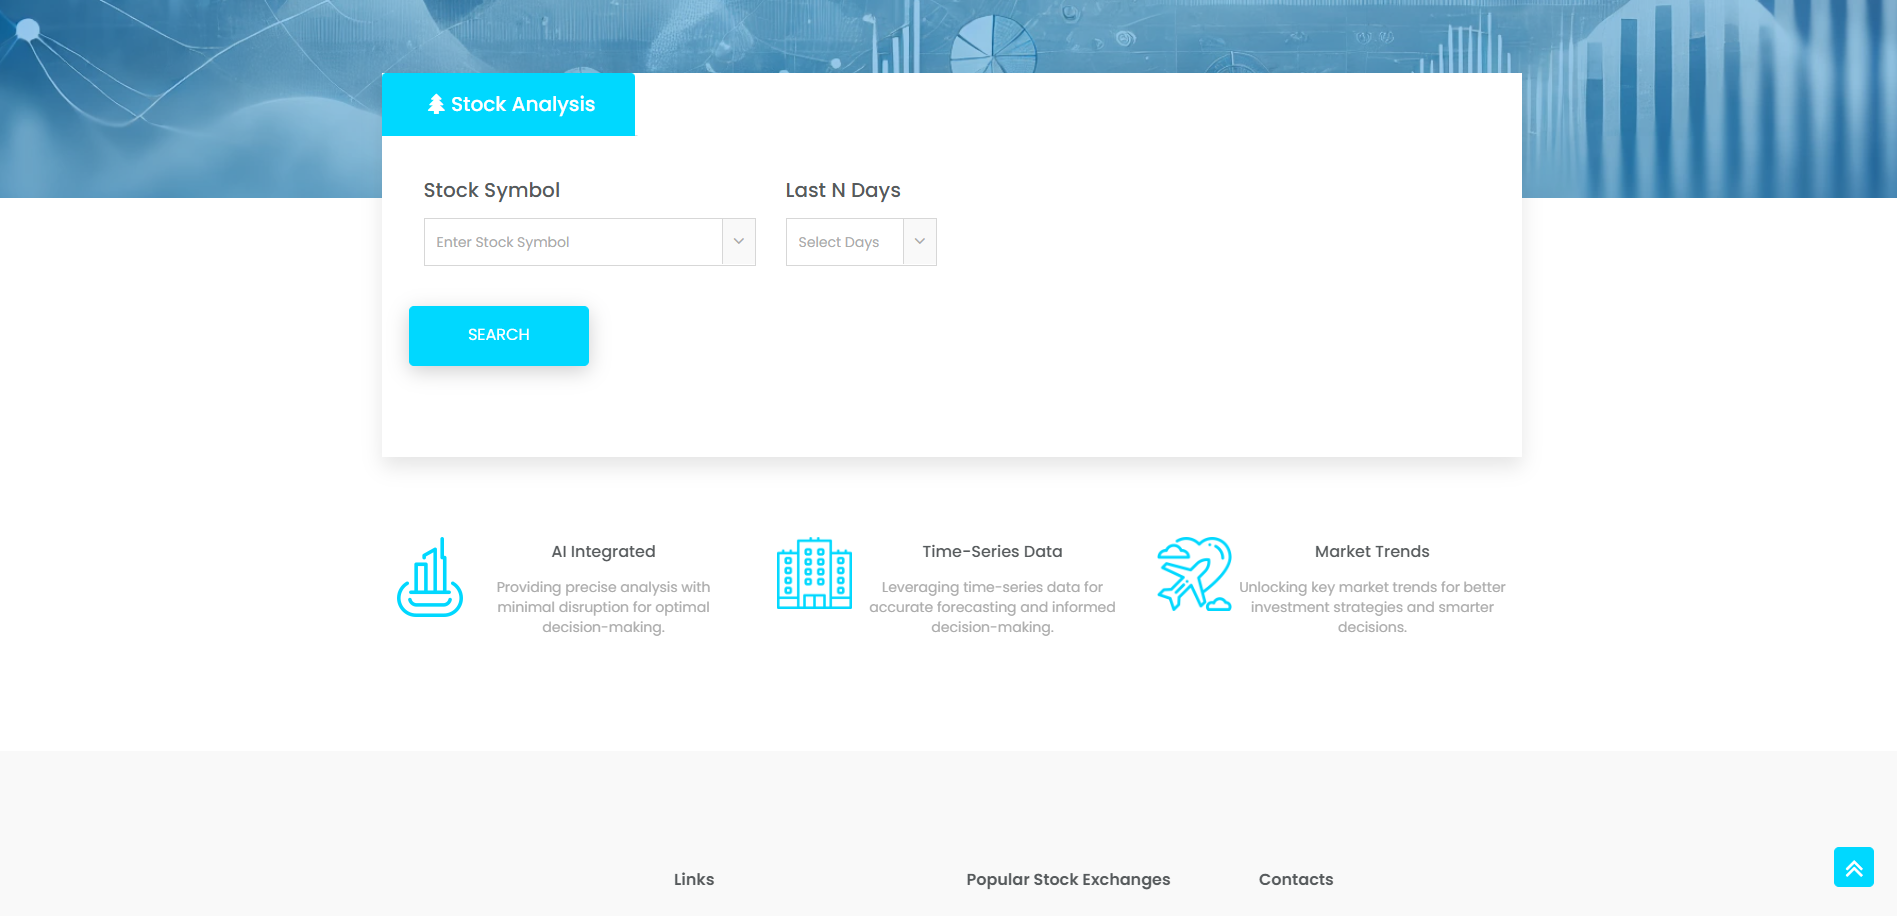 Stock Analysis
Stock Symbol
Last N Days
Enter Stock Symbol
Select Days
SEARCH
AI Integrated
Providing precise analysis with
minimal disruption for optimal
decision-making.
Time-Series Data
Leveraging time-series data for
accurate forecasting and informed
decision-making.
Market Trends
Unlocking key market trends for better
investment strategies and smarter
decisions.
Links
Popular Stock Exchanges
Contacts